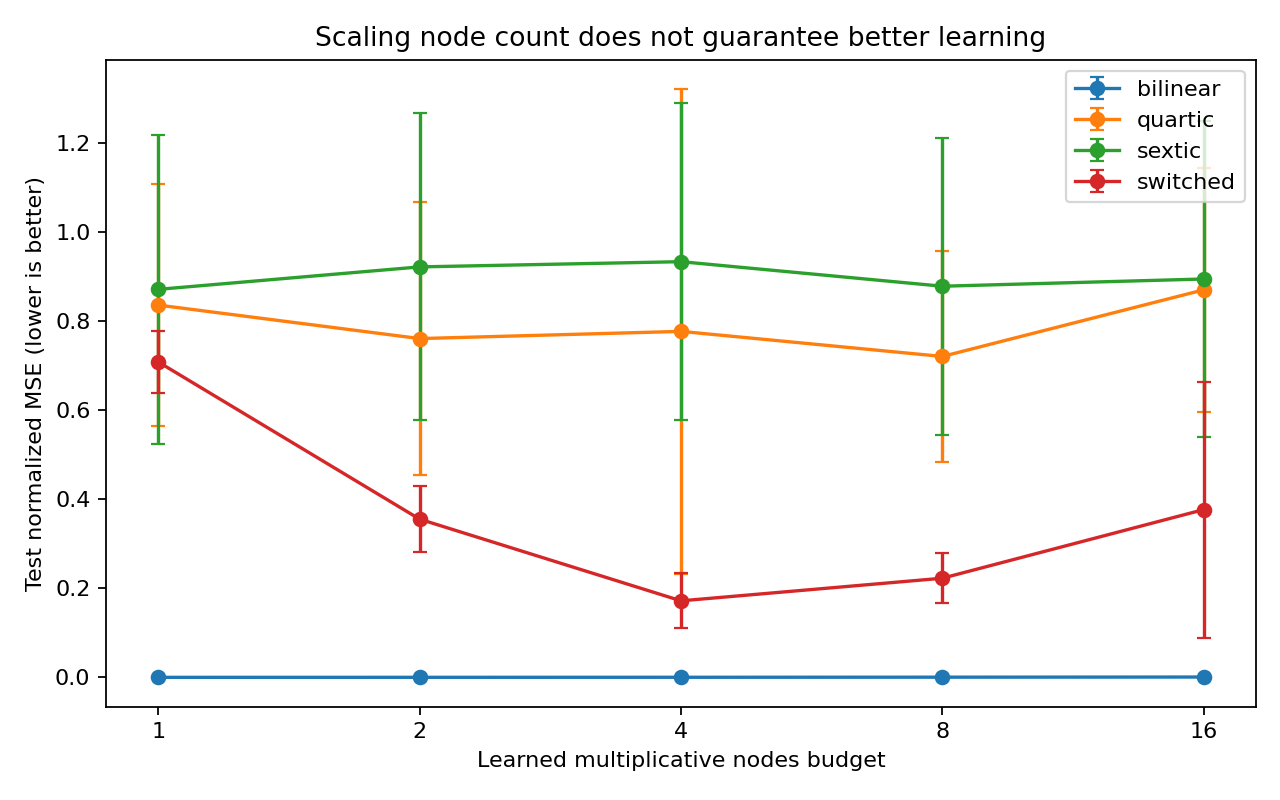 Scaling node count does not guarantee better learning
Test normalized MSE (lower is better)
1.2
1.0
0.8
0.6
0.4
0.2
0.0
bilinear
quartic
sextic
switched
1 2 4 8 16
Learned multiplicative nodes budget